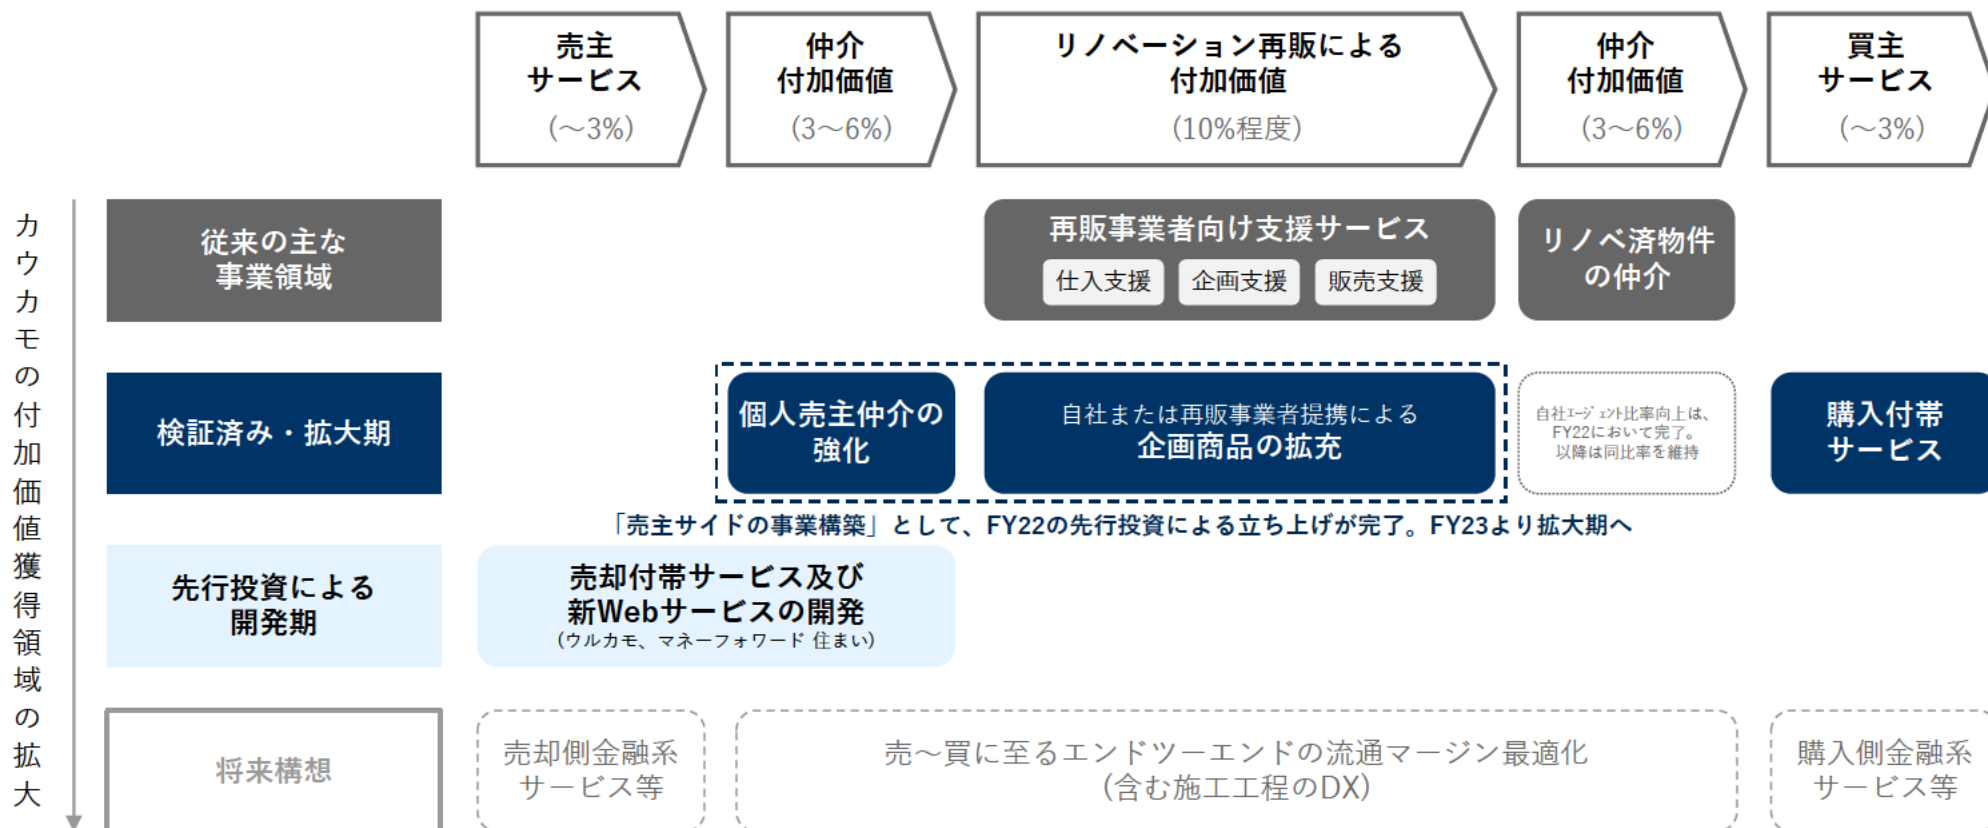 売主
サービス
(～3%)
仲介
付加価値
(3～6%)
リノベーション再販による
付加価値
(10%程度)
仲介
付加価値
(3～6%)
買主
サービス
(～3%)
カウカモの付加価値獲得領域の拡大
従来の主な
事業領域
再販事業者向け支援サービス
仕入支援
企画支援
販売支援
リノベ済物件
の仲介
検証済み・拡大期
個人売主仲介の
強化
自社または再販事業者提携による
企画商品の拡充
自社ｴｰｼﾞｪﾝﾄ比率向上は、
FY22において完了。
以降は同比率を維持
購入付帯
サービス
「売主サイドの事業構築」として、FY22の先行投資による立ち上げが完了。FY23より拡大期へ
先行投資による
開発期
売却付帯サービス及び
新Webサービスの開発
(ウルカモ、マネーフォワード 住まい)
将来構想
売却側金融系
サービス等
売～買に至るエンドツーエンドの流通マージン最適化
(含む施工工程のDX)
購入側金融系
サービス等